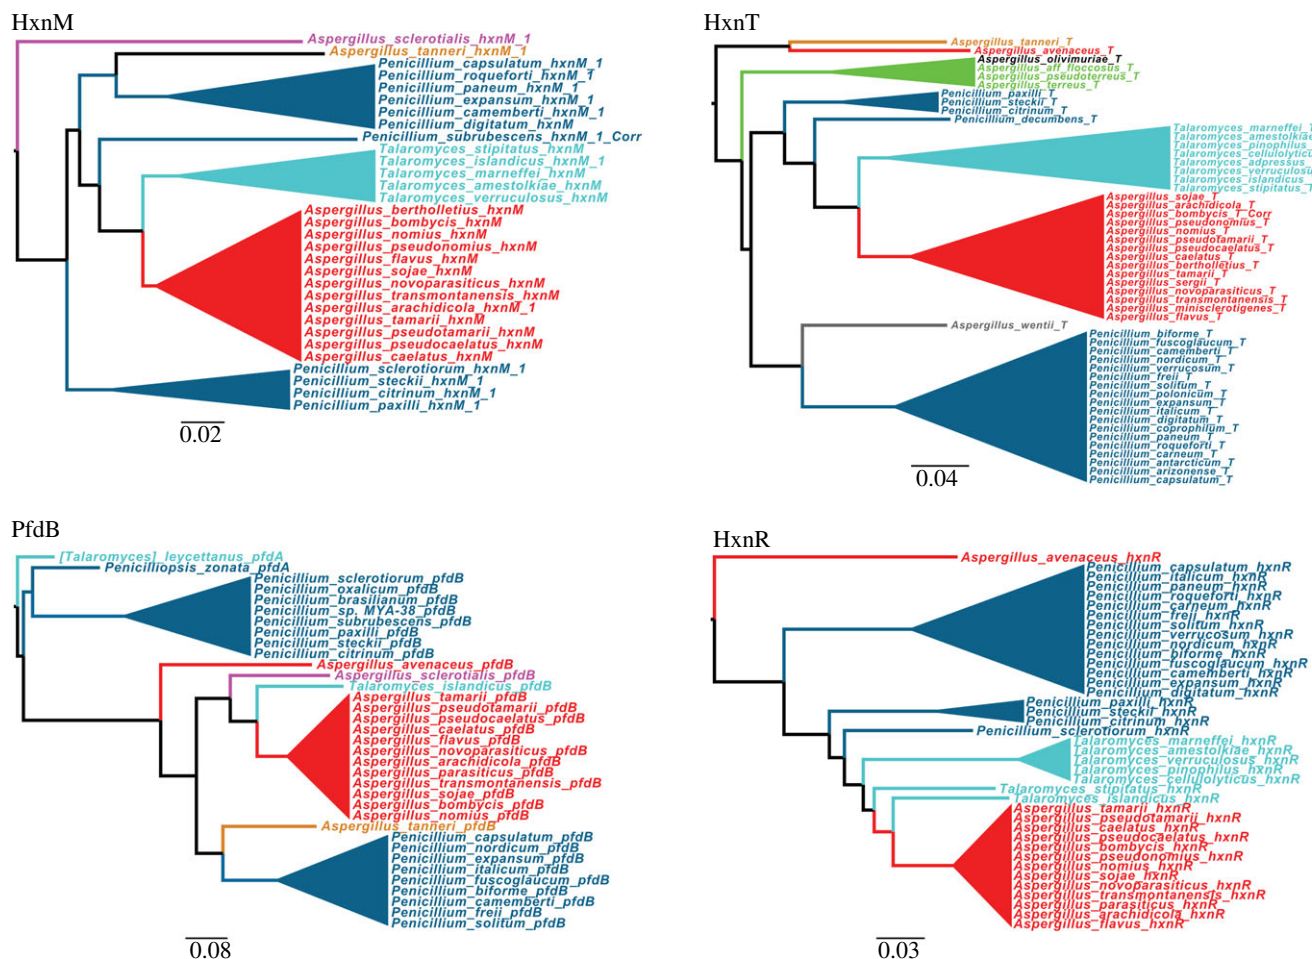 HxnM
Aspergillus_sclerotialis_hxnM_1
Aspergillus_tanneri_hxnM_1
Penicillium_capsulatum_hxnM_1
Penicillium_roqueforti_hxnM_1
Penicillium_paneum_hxnM_1
Penicillium_expansum_hxnM_1
Penicillium_camemberti_hxnM_1
Penicillium_digitatum_hxnM
Penicillium_subrubescens_hxnM_1_Corr
Talaromyces_stipitatus_hxnM
Talaromyces_islandicus_hxnM_1
Talaromyces_marneffei_hxnM
Talaromyces_amestolkiae_hxnM
Talaromyces_verruculosus_hxnM
Aspergillus_bertholletius_hxnM
Aspergillus_bombycis_hxnM
Aspergillus_nomius_hxnM
Aspergillus_pseudonomius_hxnM
Aspergillus_flavus_hxnM
Aspergillus_sojae_hxnM
Aspergillus_novoparasiticus_hxnM
Aspergillus_transmontanensis_hxnM
Aspergillus_arachidicola_hxnM_1
Aspergillus_tamarii_hxnM
Aspergillus_pseudotamarii_hxnM
Aspergillus_pseudocaelatus_hxnM
Aspergillus_caelatus_hxnM
Penicillium_sclerotiorum_hxnM_1
Penicillium_steckii_hxnM_1
Penicillium_citrinum_hxnM_1
Penicillium_paxilli_hxnM_1
0.02
HxnT
Aspergillus_tanneri_T
Aspergillus_avenaceus_T
Aspergillus_olivimuriae_T
Aspergillus_aff_floccosus_T
Aspergillus_pseudoterreus_T
Aspergillus_terreus_T
Penicillium_paxilli_T
Penicillium_steckii_T
Penicillium_citrinum_T
Penicillium_decumbens_T
Talaromyces_marneffei_T
Talaromyces_amestolkiae
Talaromyces_pinophilus_
Talaromyces_cellulolyticu
Talaromyces_adpressus_
Talaromyces_verruculosu
Talaromyces_islandicus_T
Talaromyces_stipitatus_T
Aspergillus_sojae_T
Aspergillus_arachidicola_T
Aspergillus_bombycis_T_Corr
Aspergillus_pseudonomius_T
Aspergillus_nomius_T
Aspergillus_pseudotamarii_T
Aspergillus_pseudocaelatus_T
Aspergillus_caelatus_T
Aspergillus_bertholletius_T
Aspergillus_tamarii_T
Aspergillus_sergii_T
Aspergillus_novoparasiticus_T
Aspergillus_transmontanensis_T
Aspergillus_minisclerotigenes_T
Aspergillus_flavus_T
Aspergillus_wentii_T
Penicillium_biforme_T
Penicillium_fuscoglaucum_T
Penicillium_camemberti_T
Penicillium_nordicum_T
Penicillium_verrucosum_T
Penicillium_freii_T
Penicillium_solitum_T
Penicillium_polonicum_T
Penicillium_expansum_T
Penicillium_italicum_T
Penicillium_digitatum_T
Penicillium_coprophilum_T
Penicillium_paneum_T
Penicillium_roqueforti_T
Penicillium_carneum_T
Penicillium_antarcticum_T
Penicillium_arizonense_T
Penicillium_capsulatum_T
0.04
PfdB
[Talaromyces]_leycettanus_pfdA
Penicilliopsis_zonata_pfdA
Penicillium_sclerotiorum_pfdB
Penicillium_oxalicum_pfdB
Penicillium_brasilianum_pfdB
Penicillium_sp._MYA-38_pfdB
Penicillium_subrubescens_pfdB
Penicillium_paxilli_pfdB
Penicillium_steckii_pfdB
Penicillium_citrinum_pfdB
Aspergillus_avenaceus_pfdB
Aspergillus_sclerotialis_pfdB
Talaromyces_islandicus_pfdB
Aspergillus_tamarii_pfdB
Aspergillus_pseudotamarii_pfdB
Aspergillus_pseudocaelatus_pfdB
Aspergillus_caelatus_pfdB
Aspergillus_flavus_pfdB
Aspergillus_novoparasiticus_pfdB
Aspergillus_arachidicola_pfdB
Aspergillus_parasiticus_pfdB
Aspergillus_transmontanensis_pfdB
Aspergillus_sojae_pfdB
Aspergillus_bombycis_pfdB
Aspergillus_nomius_pfdB
Aspergillus_tanneri_pfdB
Penicillium_capsulatum_pfdB
Penicillium_nordicum_pfdB
Penicillium_expansum_pfdB
Penicillium_italicum_pfdB
Penicillium_fuscoglaucum_pfdB
Penicillium_biforme_pfdB
Penicillium_camemberti_pfdB
Penicillium_freii_pfdB
Penicillium_solitum_pfdB
0.08
HxnR
Aspergillus_avenaceus_hxnR
Penicillium_capsulatum_hxnR
Penicillium_italicum_hxnR
Penicillium_paneum_hxnR
Penicillium_roqueforti_hxnR
Penicillium_carneum_hxnR
Penicillium_freii_hxnR
Penicillium_solitum_hxnR
Penicillium_verrucosum_hxnR
Penicillium_nordicum_hxnR
Penicillium_biforme_hxnR
Penicillium_fuscoglaucum_hxnR
Penicillium_camemberti_hxnR
Penicillium_expansum_hxnR
Penicillium_digitatum_hxnR
Penicillium_paxilli_hxnR
Penicillium_steckii_hxnR
Penicillium_citrinum_hxnR
Penicillium_sclerotiorum_hxnR
Talaromyces_marneffei_hxnR
Talaromyces_amestolkiae_hxnR
Talaromyces_verruculosus_hxnR
Talaromyces_pinophilus_hxnR
Talaromyces_cellulolyticus_hxnR
Talaromyces_stipitatus_hxnR
Talaromyces_islandicus_hxnR
Aspergillus_tamarii_hxnR
Aspergillus_pseudotamarii_hxnR
Aspergillus_caelatus_hxnR
Aspergillus_pseudocaelatus_hxnR
Aspergillus_bombycis_hxnR
Aspergillus_pseudonomius_hxnR
Aspergillus_nomius_hxnR
Aspergillus_sojae_hxnR
Aspergillus_novoparasiticus_hxnR
Aspergillus_transmontanensis_hxnR
Aspergillus_parasiticus_hxnR
Aspergillus_arachidicola_hxnR
Aspergillus_flavus_hxnR
0.03